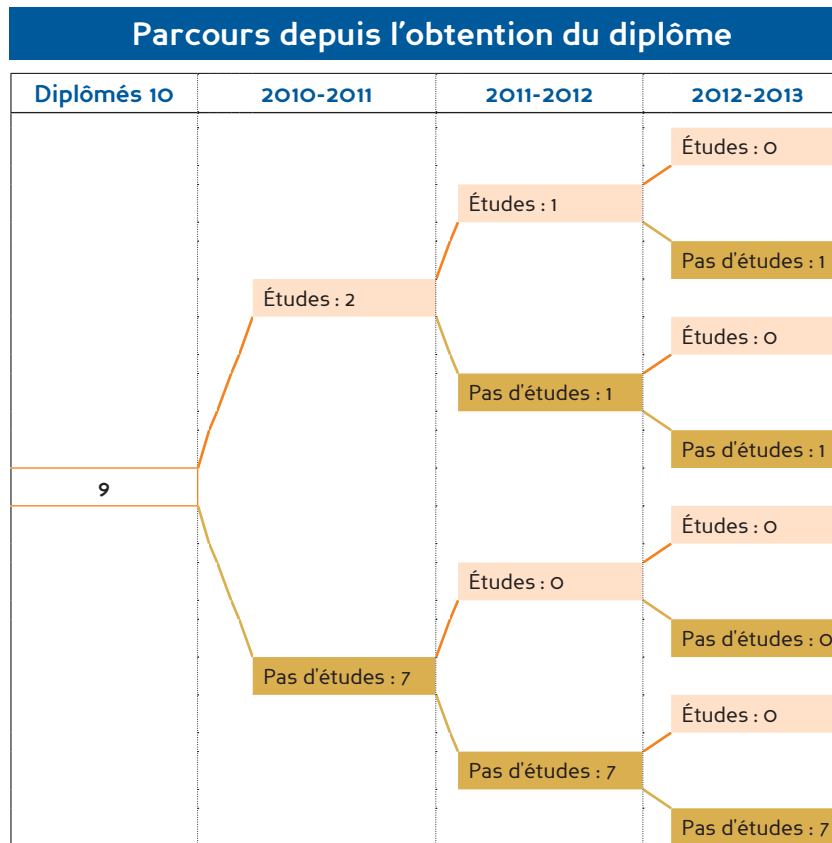 Parcours depuis l'obtention du diplôme
Diplômés 10 2010-2011 2011-2012 2012-2013
Études : 0
Études : 1
Pas d'études : 1
Études : 2
Études : 0
Pas d'études : 1
Pas d'études : 1
9
Études : 0
Études : 0
Pas d'études : 0
Pas d'études : 7
Études : 0
Pas d'études : 7
Pas d'études : 7